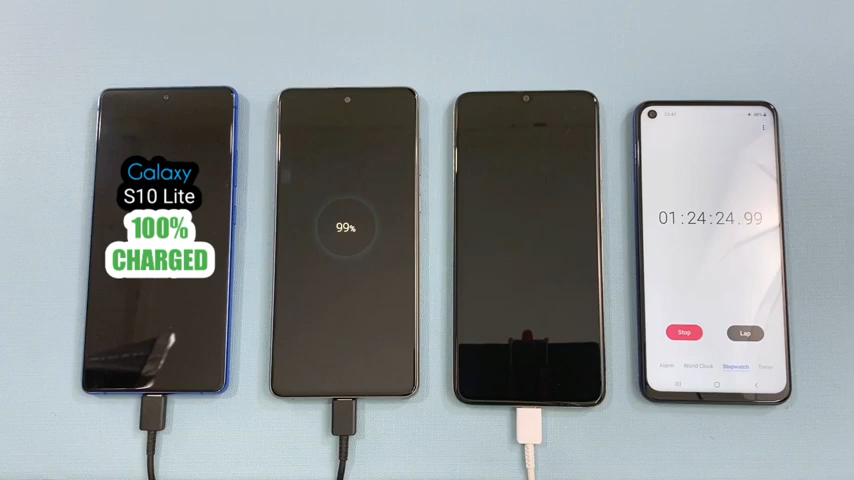 Galaxy
S10 Lite
100%
CHARGED
99%
01:24:24.99
Stop
Lap
Alarm
World Clock
Stopwatch
Timer